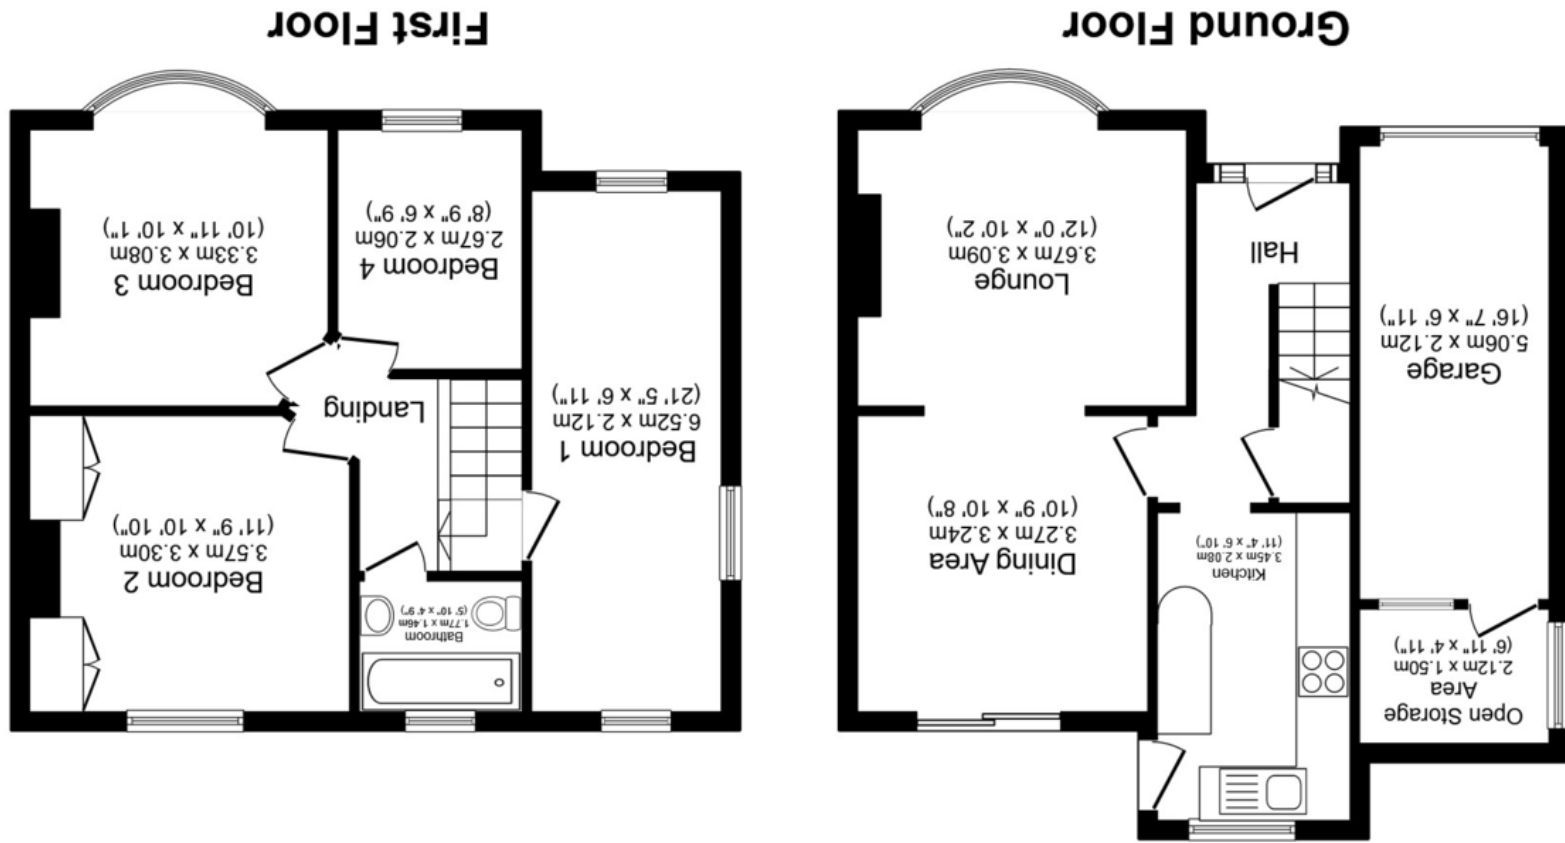 Ground Floor
Open Storage
Area
2.12m x 1.50m
(6' 11" x 4' 11")
Kitchen
3.45m x 2.08m
(11' 4" x 6' 10")
Dining Area
3.27m x 3.24m
(10' 9" x 10' 8")
Garage
5.06m x 2.12m
(16' 7" x 6' 11")
Hall
Lounge
3.67m x 3.09m
(12' 0" x 10' 2")
First Floor
Bathroom
1.77m x 1.46m
(5' 10" x 4' 9")
Bedroom 2
3.57m x 3.30m
(11' 9" x 10' 10")
Bedroom 1
6.52m x 2.12m
(21' 5" x 6' 11")
Landing
Bedroom 4
2.67m x 2.06m
(8' 9" x 6' 9")
Bedroom 3
3.33m x 3.08m
(10' 11" x 10' 1")